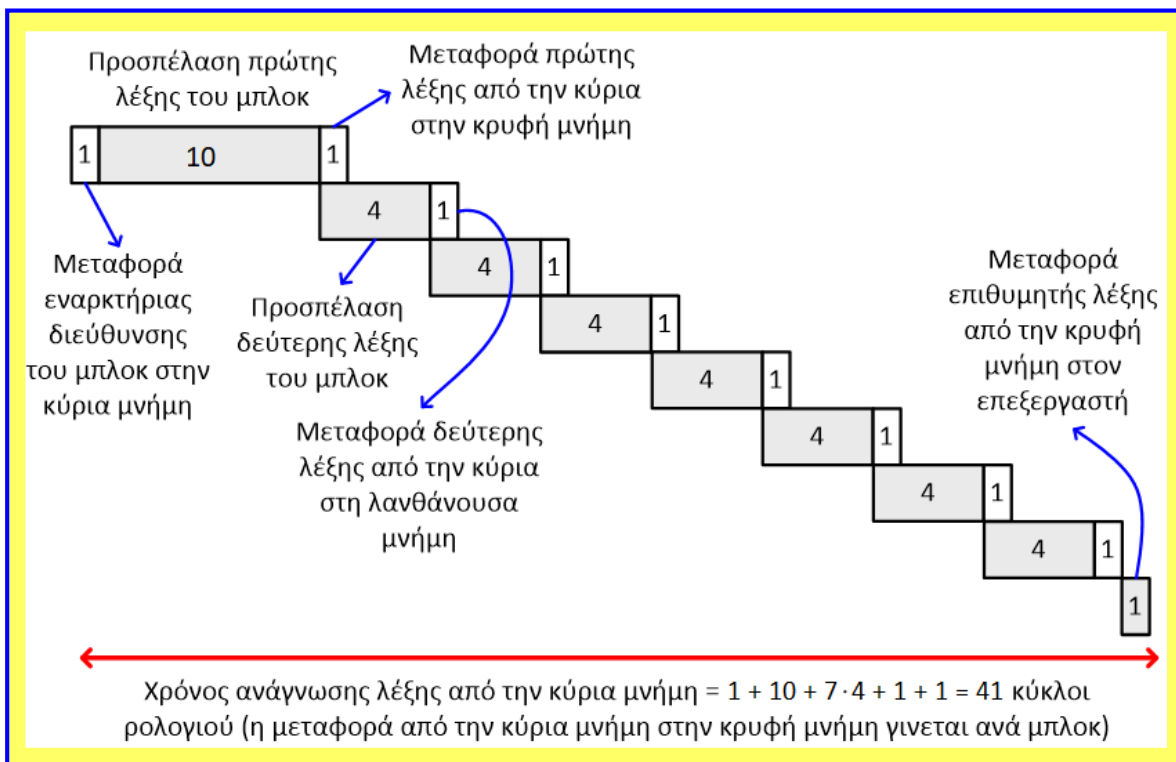 Προσπέλαση πρώτης
λέξης του μπλοκ
Μεταφορά πρώτης
λέξης από την κύρια
στην κρυφή μνήμη
1
10
1
4
1
4
1
4
1
4
1
4
1
4
1
4
1
1
Μεταφορά
εναρκτήριας
διεύθυνσης
του μπλοκ στην
κύρια μνήμη
Προσπέλαση
δεύτερης λέξης
του μπλοκ
Μεταφορά δεύτερης
λέξης από την κύρια
στη λανθάνουσα
μνήμη
Μεταφορά
επιθυμητής λέξης
από την κρυφή
μνήμη στον
επεξεργαστή
Χρόνος ανάγνωσης λέξης από την κύρια μνήμη = 1 + 10 + 7·4 + 1 + 1 = 41 κύκλοι
ρολογιού (η μεταφορά από την κύρια μνήμη στην κρυφή μνήμη γινεται ανά μπλοκ)